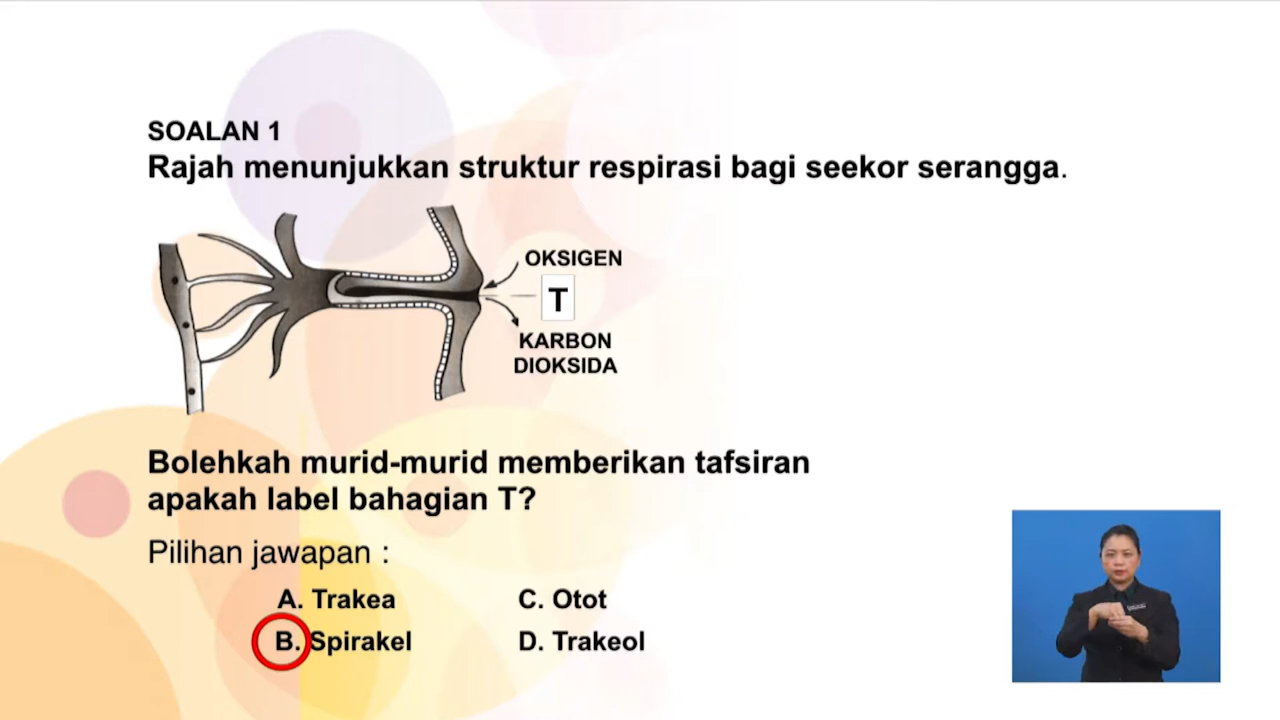 SOALAN 1
Rajah menunjukkan struktur respirasi bagi seekor serangga.
OKSIGEN
T
KARBON
DIOKSIDA
Bolehkah murid-murid memberikan tafsiran
apakah label bahagian T?
Pilihan jawapan :
A. Trakea
C. Otot
B. Spirakel
D. Trakeol